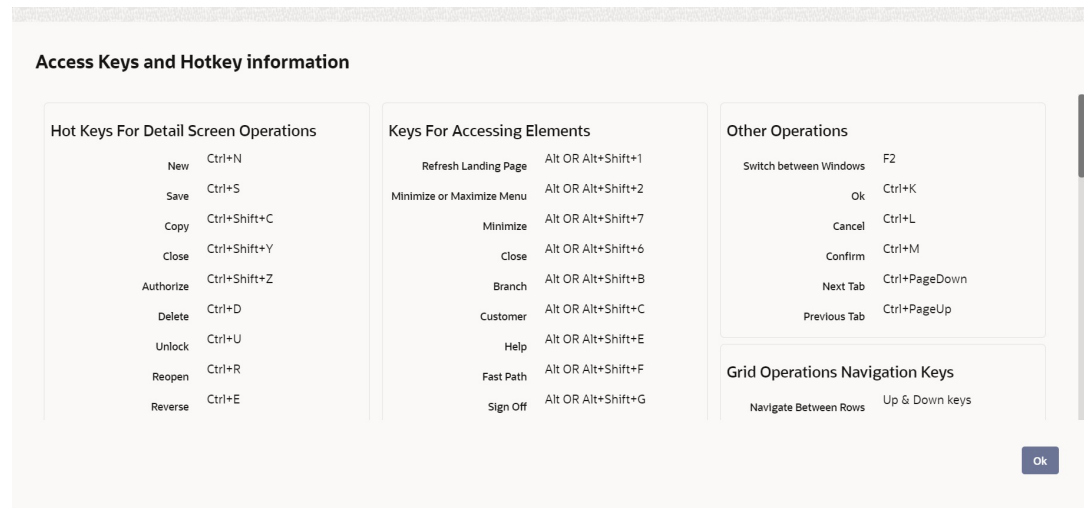 Access Keys and Hotkey information
Hot Keys For Detail Screen Operations
New Ctrl+N
Save Ctrl+S
Copy Ctrl+Shift+C
Close Ctrl+Shift+Y
Authorize Ctrl+Shift+Z
Delete Ctrl+D
Unlock Ctrl+U
Reopen Ctrl+R
Reverse Ctrl+E
Keys For Accessing Elements
Refresh Landing Page Alt OR Alt+Shift+1
Minimize or Maximize Menu Alt OR Alt+Shift+2
Minimize Alt OR Alt+Shift+7
Close Alt OR Alt+Shift+6
Branch Alt OR Alt+Shift+B
Customer Alt OR Alt+Shift+C
Help Alt OR Alt+Shift+E
Fast Path Alt OR Alt+Shift+F
Sign Off Alt OR Alt+Shift+G
Other Operations
Switch between Windows F2
Ok Ctrl+K
Cancel Ctrl+L
Confirm Ctrl+M
Next Tab Ctrl+PageDown
Previous Tab Ctrl+PageUp
Grid Operations Navigation Keys
Navigate Between Rows Up & Down keys
Ok